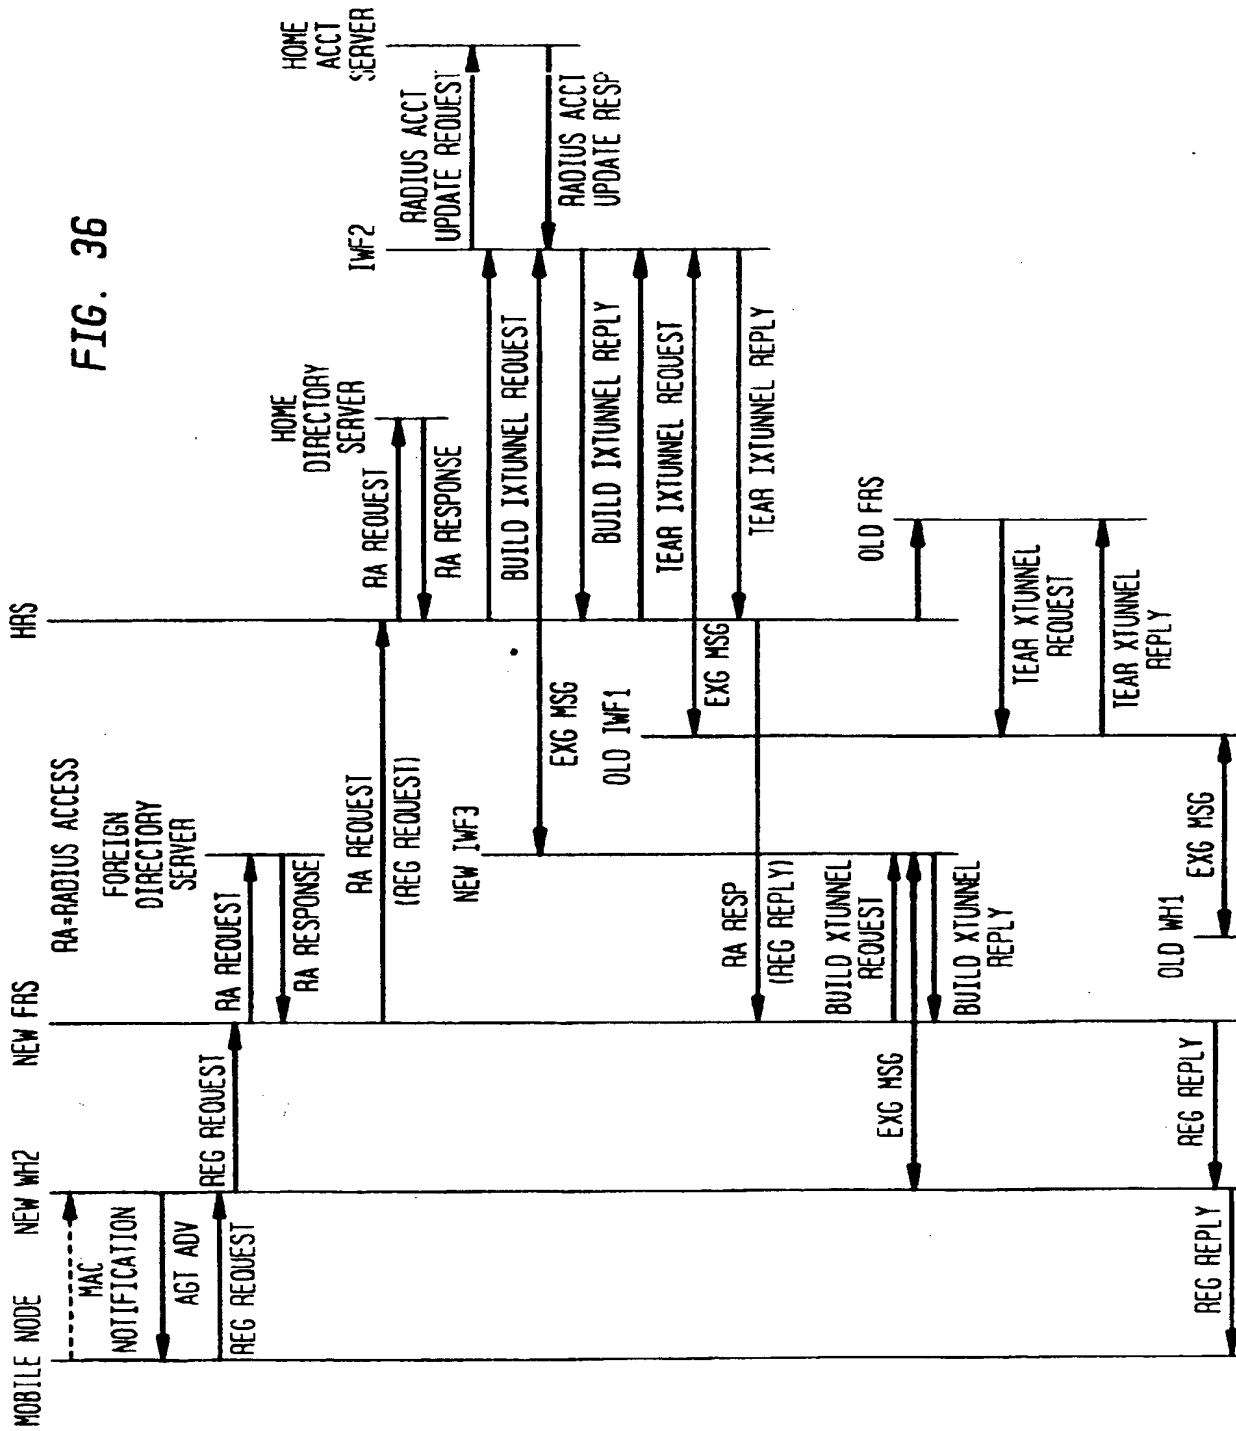 FIG. 36
MOBILE NODE
NEW WH2
NEW FRS
HRS
RA=RADIUS ACCESS
MAC
NOTIFICATION
AGT ADV
REG REQUEST
REG REQUEST
FOREIGN
DIRECTORY
SERVER
RA REQUEST
RA RESPONSE
RA REQUEST
(REG REQUEST)
HOME
DIRECTORY
SERVER
RA REQUEST
RA RESPONSE
IWF2
HOME
ACCT
SERVER
RADIUS ACCT
UPDATE REQUEST
RADIUS ACCT
UPDATE RESP
BUILD IXTUNNEL REQUEST
NEW IWF3
EXG MSG
BUILD IXTUNNEL REPLY
OLD IWF1
TEAR IXTUNNEL REQUEST
EXG MSG
TEAR IXTUNNEL REPLY
RA RESP
(REG REPLY)
BUILD XTUNNEL
REQUEST
EXG MSG
BUILD XTUNNEL
REPLY
OLD FRS
TEAR XTUNNEL
REQUEST
TEAR XTUNNEL
REPLY
OLD WH1
EXG MSG
REG REPLY
REG REPLY